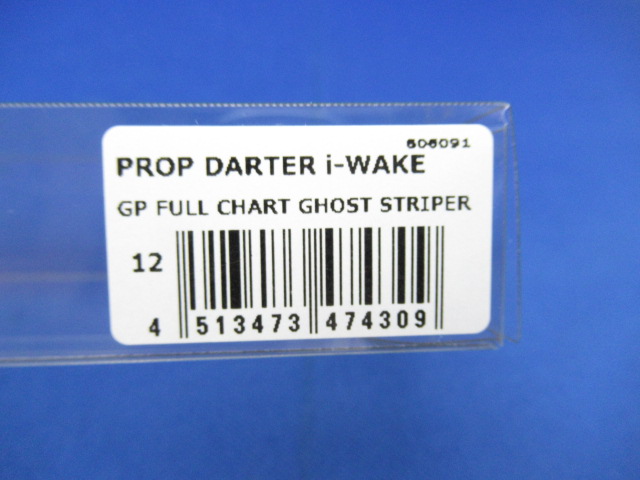 606091
PROP DARTER i-WAKE
GP FULL CHART GHOST STRIPER
12
4 513473 474309